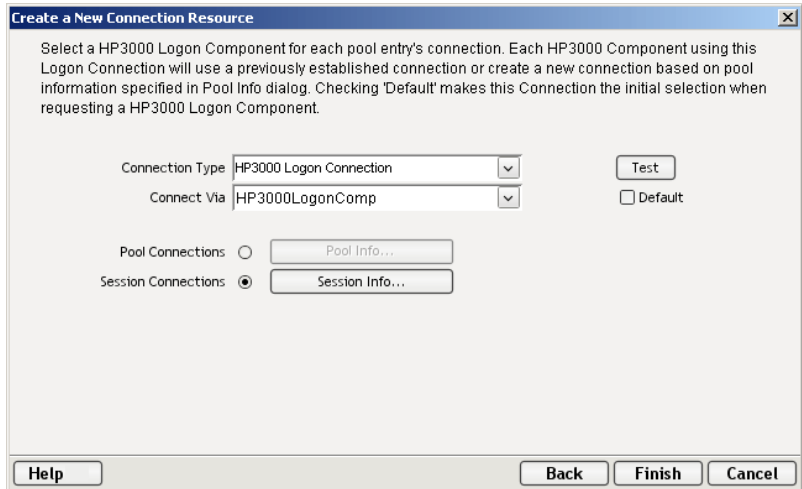 Create a New Connection Resource
Select a HP3000 Logon Component for each pool entry's connection. Each HP3000 Component using this
Logon Connection will use a previously established connection or create a new connection based on pool
information specified in Pool Info dialog. Checking 'Default' makes this Connection the initial selection when
requesting a HP3000 Logon Component.
Connection Type HP3000 Logon Connection Test
Connect Via HP3000LogonComp Default
Pool Connections Pool Info...
Session Connections Session Info...
Help Back Finish Cancel